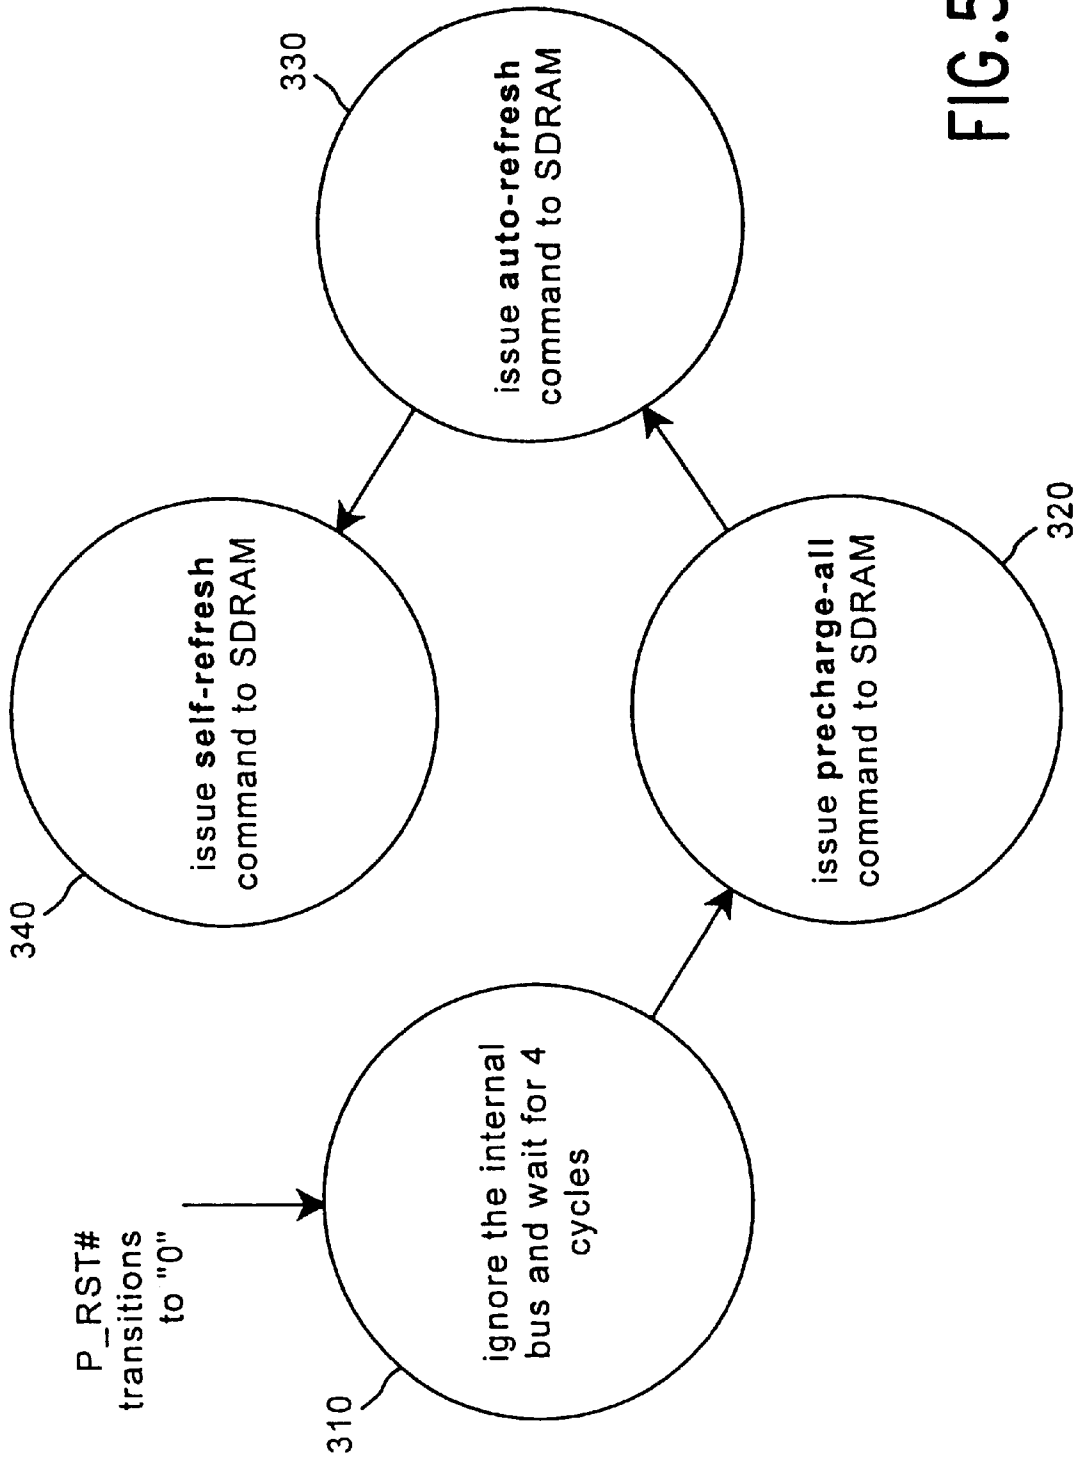 P_RST#
transitions
to "0"
310
ignore the internal
bus and wait for 4
cycles
320
issue precharge-all
command to SDRAM
330
issue auto-refresh
command to SDRAM
340
issue self-refresh
command to SDRAM
FIG.5